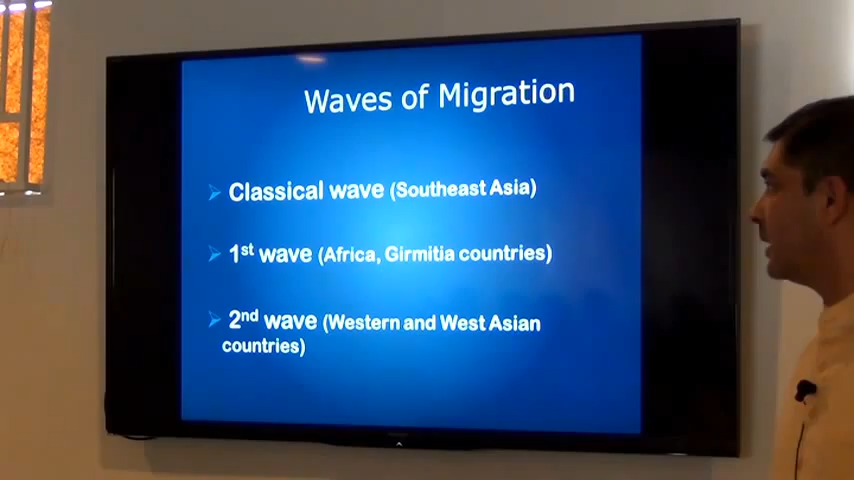 Waves of Migration
Classical wave (Southeast Asia)
1st wave (Africa, Girmitia countries)
2nd wave (Western and West Asian
countries)